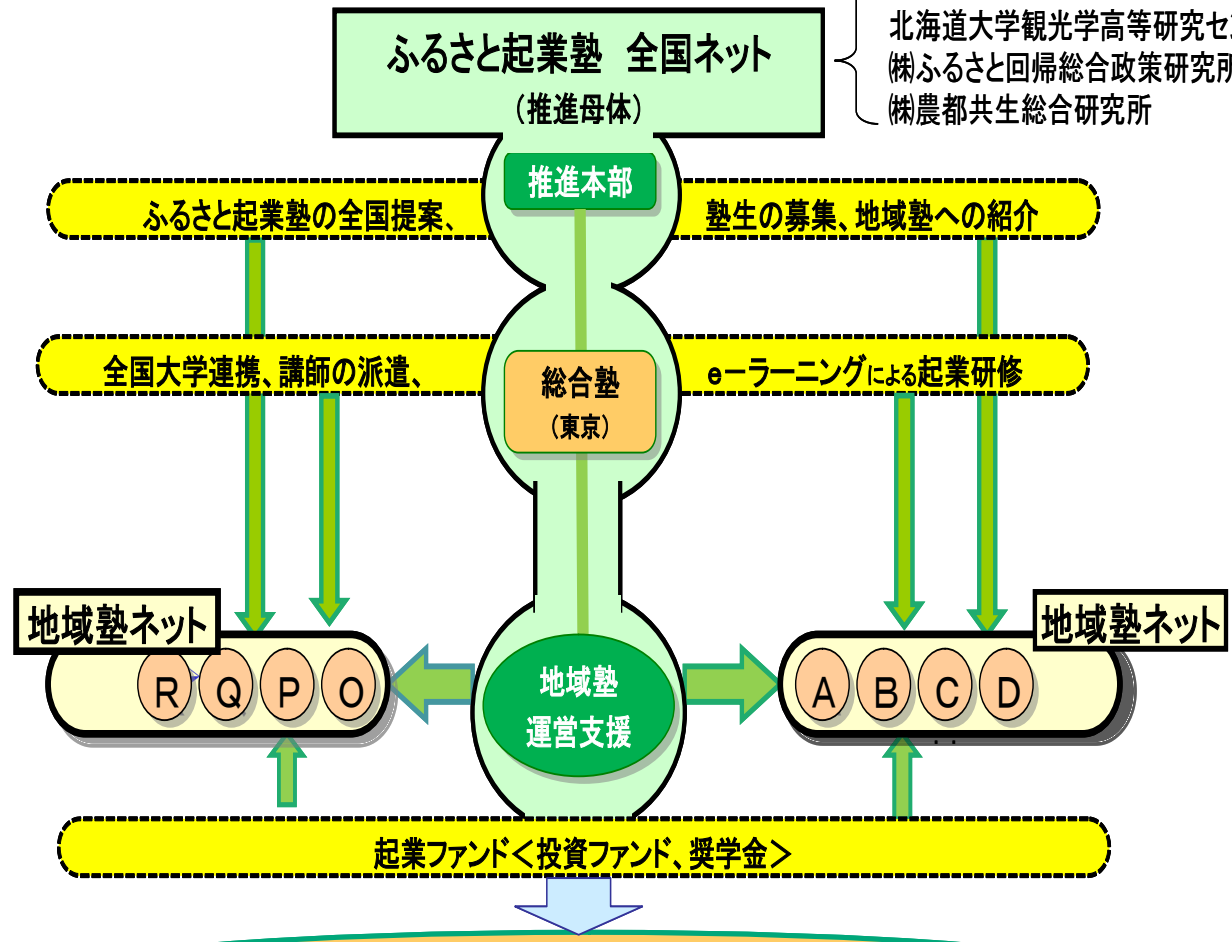 北海道大学観光学高等研究セ
ふるさと起業塾 全国ネット
(推進母体)
㈱ふるさと回帰総合政策研究所
㈱農都共生総合研究所
推進本部
ふるさと起業塾の全国提案、
塾生の募集、地域塾への紹介
全国大学連携、講師の派遣、
e-ラーニングによる起業研修
総合塾
(東京)
地域塾ネット
地域塾ネット
R Q P O
地域塾
運営支援
A B C D
起業ファンド<投資ファンド、奨学金>